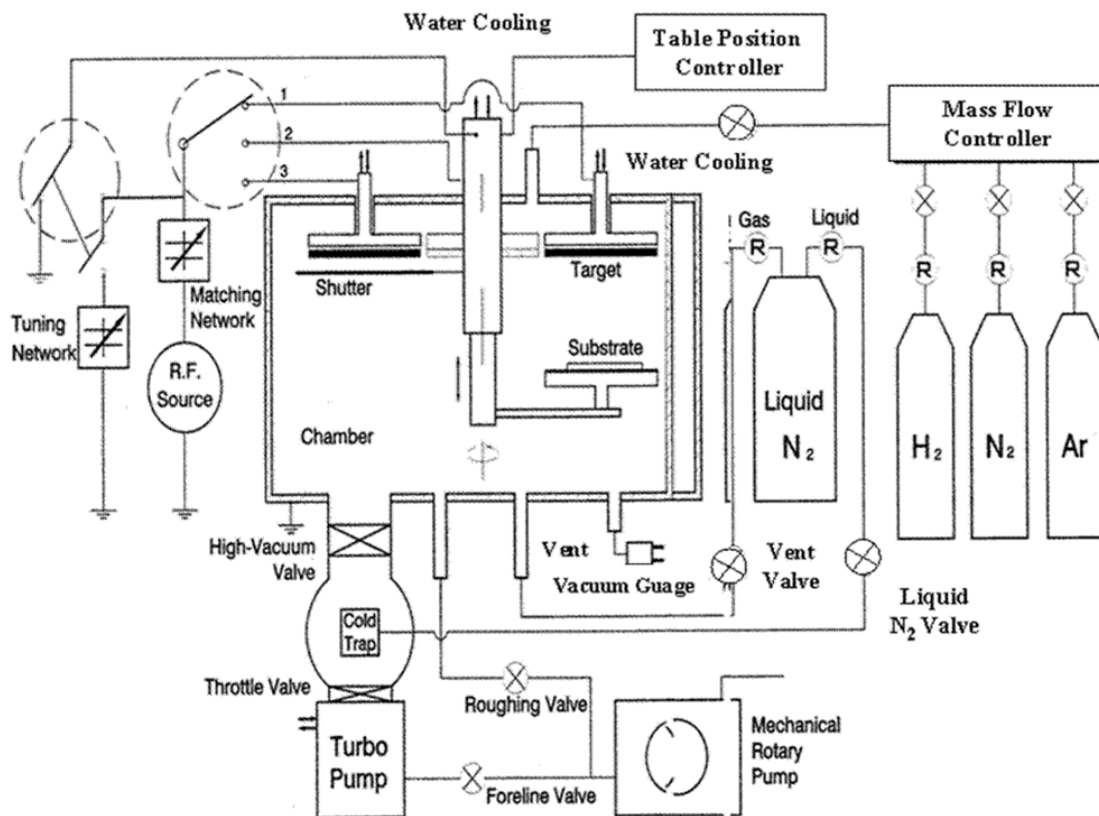 Water Cooling
Table Position
Controller
1
2
3
Mass Flow
Controller
Water Cooling
Gas
Liquid
R
R
R
R
R
Shutter
Target
Matching
Network
Tuning
Network
R.F.
Source
Substrate
Chamber
Liquid
N2
H2
N2
Ar
High-Vacuum
Valve
Vent
Vacuum Guage
Vent
Valve
Liquid
N2 Valve
Cold
Trap
Throttle Valve
Roughing Valve
Turbo
Pump
Foreline Valve
Mechanical
Rotary
Pump